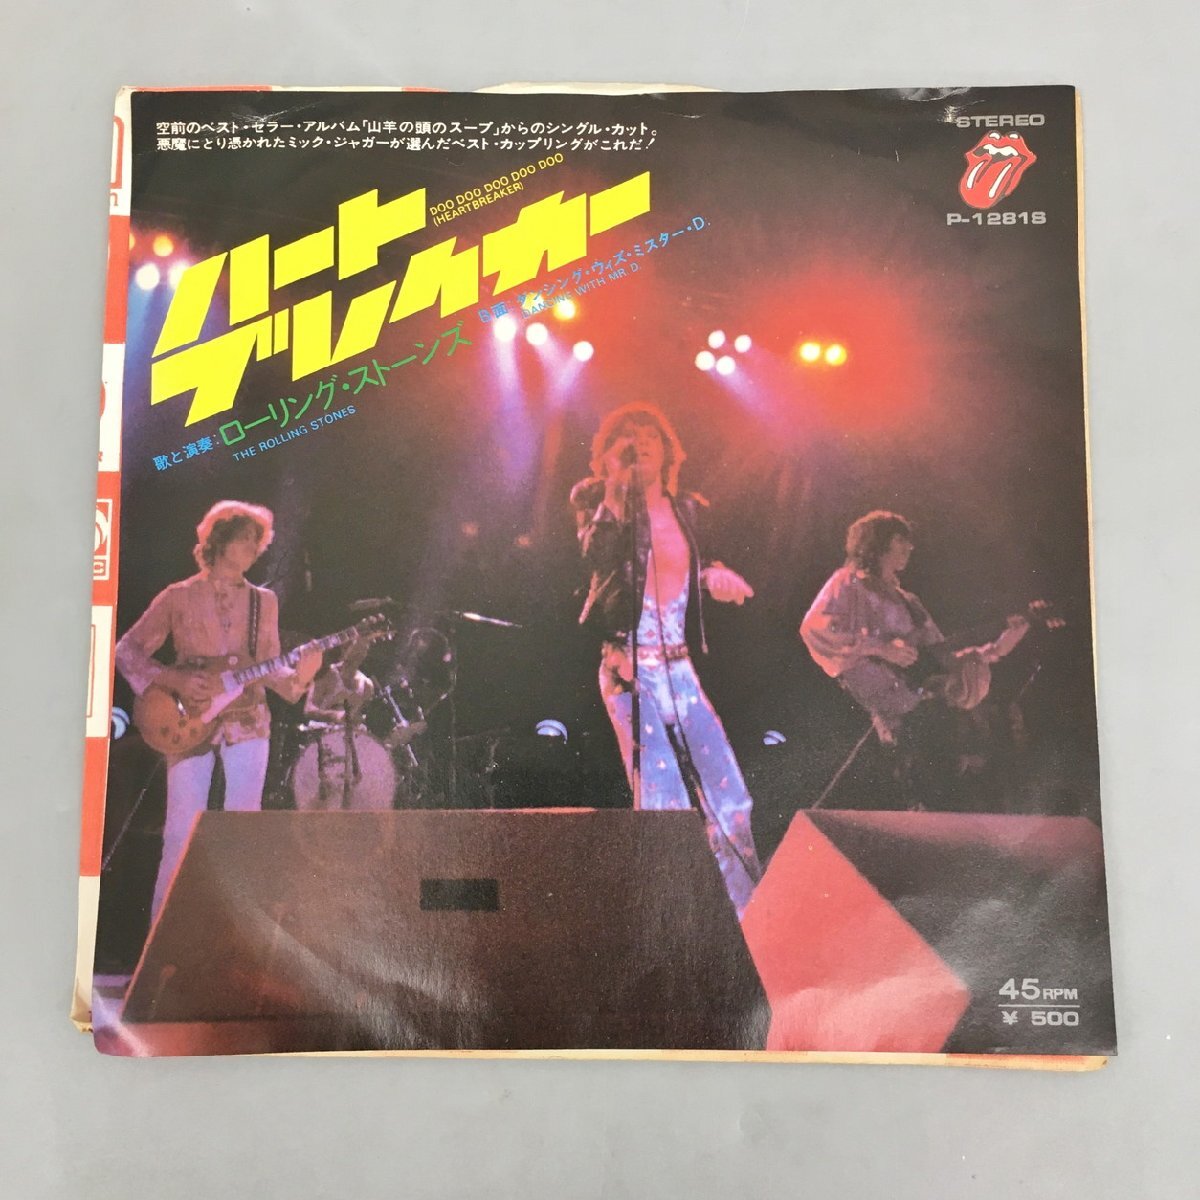 空前のベスト・セラー・アルバム「山羊の頭のスープ」からのシングル・カット。
悪魔にとり憑かれたミック・ジャガーが選んだベスト・カップリングがこれだ！
STEREO
P-1281S
DOO DOO DOO DOO DOO
(HEARTBREAKER)
ハート
ブレイカー
B面：ダンシング・ウィズ・ミスター・D.
DANCING WITH MR. D.
歌と演奏：ローリング・ストーンズ
THE ROLLING STONES
45 RPM
¥ 500